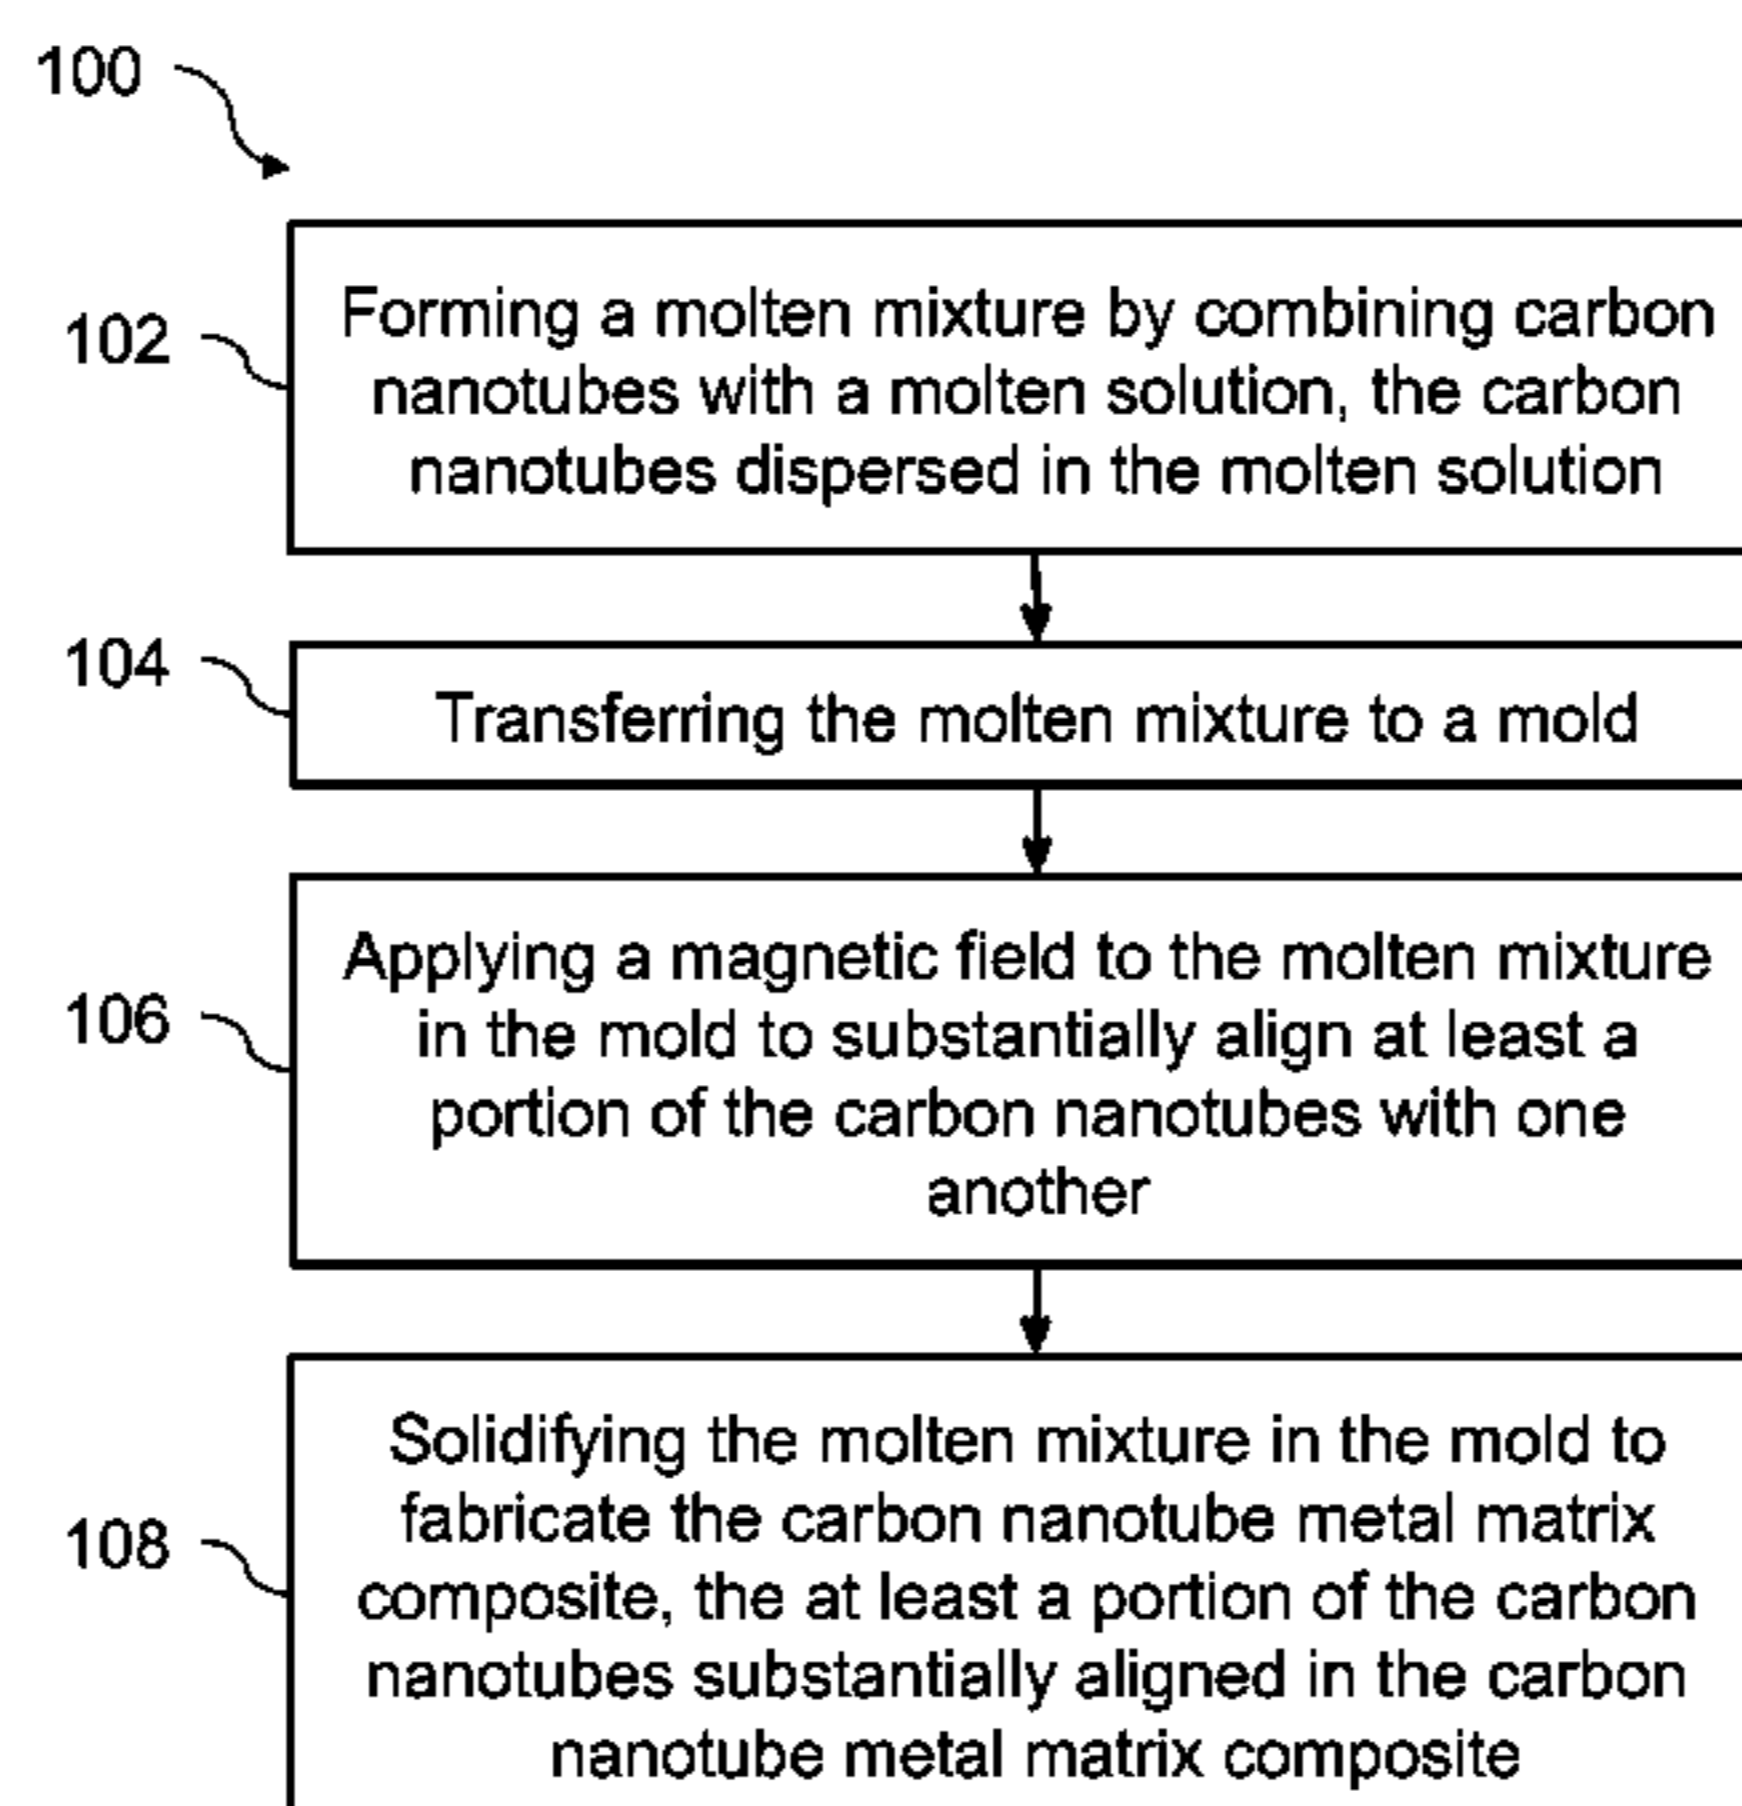 100
102
Forming a molten mixture by combining carbon
nanotubes with a molten solution, the carbon
nanotubes dispersed in the molten solution
104
Transferring the molten mixture to a mold
106
Applying a magnetic field to the molten mixture
in the mold to substantially align at least a
portion of the carbon nanotubes with one
another
108
Solidifying the molten mixture in the mold to
fabricate the carbon nanotube metal matrix
composite, the at least a portion of the carbon
nanotubes substantially aligned in the carbon
nanotube metal matrix composite